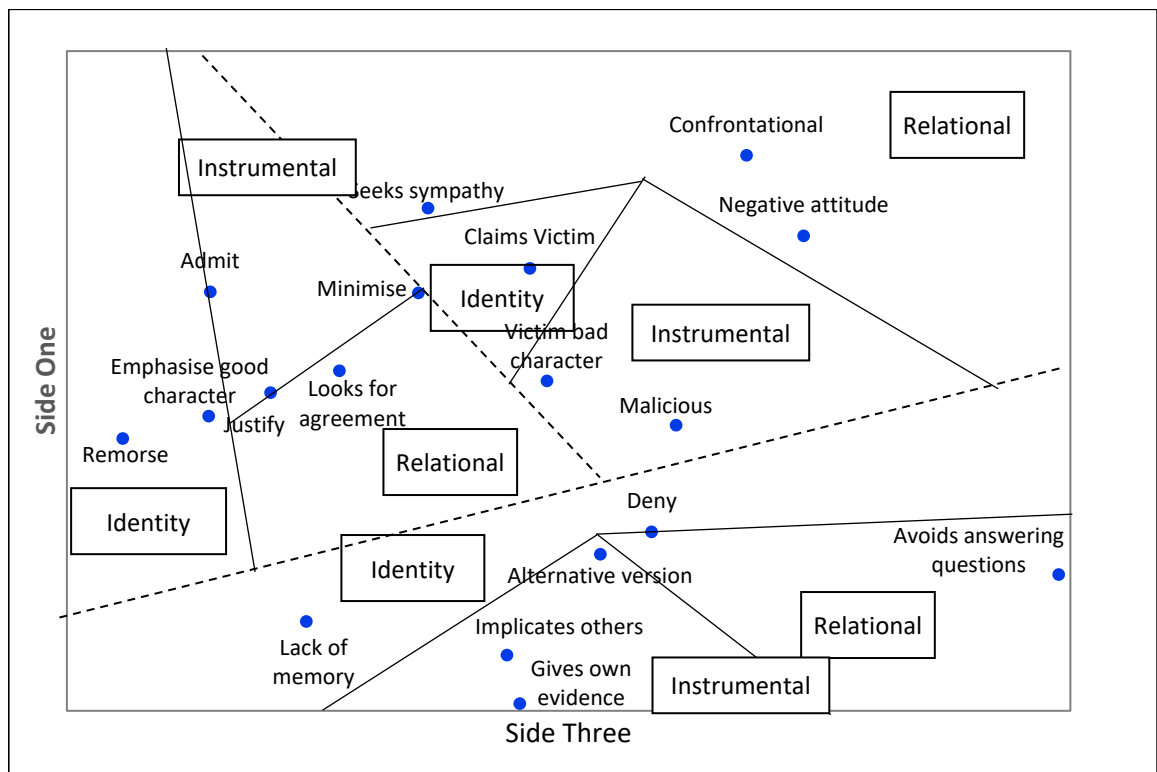 Confrontational
Relational
Instrumental
Seeks sympathy
Negative attitude
Claims Victim
Admit
Minimise
Identity
Instrumental
Victim bad
character
Emphasise good
character
Looks for
agreement
Justify
Malicious
Side One
Remorse
Relational
Identity
Deny
Avoids answering
questions
Identity
Alternative version
Implicates others
Relational
Lack of
memory
Gives own
evidence
Instrumental
Side Three